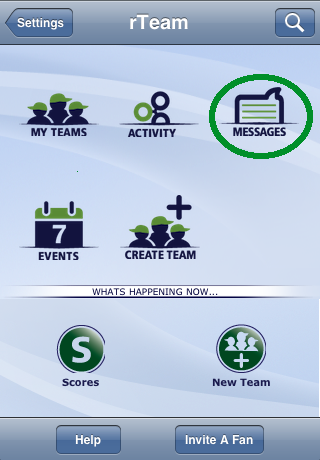 Settings
rTeam
MY TEAMS
ACTIVITY
MESSAGES
7
EVENTS
CREATE TEAM
WHATS HAPPENING NOW...
S
Scores
New Team
Help
Invite A Fan